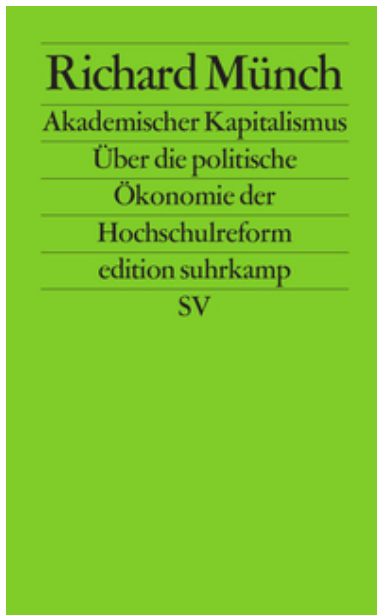 Richard Münch
Akademischer Kapitalismus
Über die politische
Ökonomie der
Hochschulreform
edition suhrkamp
SV